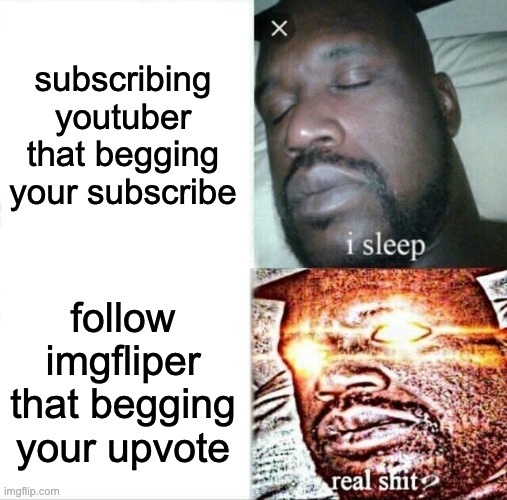 subscribing
youtuber
that begging
your subscribe
i sleep
follow
imgfliper
that begging
your upvote
real shit?
imgflip.com